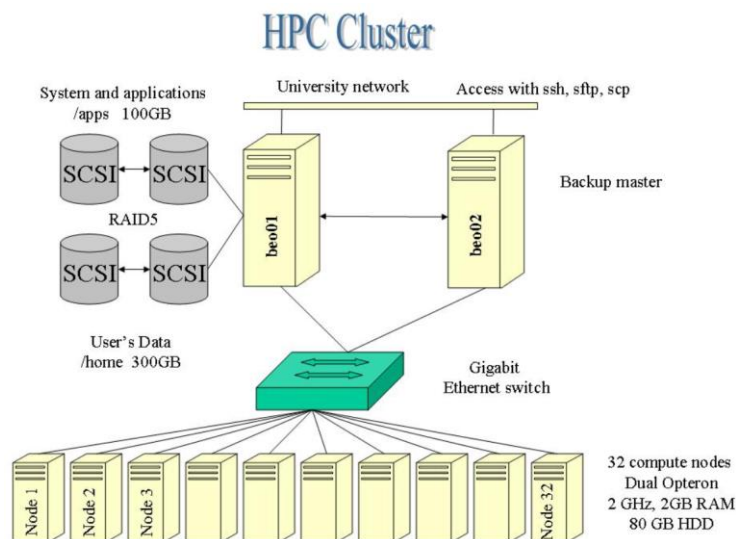 HPC Cluster
System and applications
/apps 100GB
University network
Access with ssh, sftp, scp
SCSI
SCSI
RAID5
SCSI
SCSI
beo01
beo02
Backup master
User's Data
/home 300GB
Gigabit
Ethernet switch
Node 1
Node 2
Node 3
Node 32
32 compute nodes
Dual Opteron
2 GHz, 2GB RAM
80 GB HDD